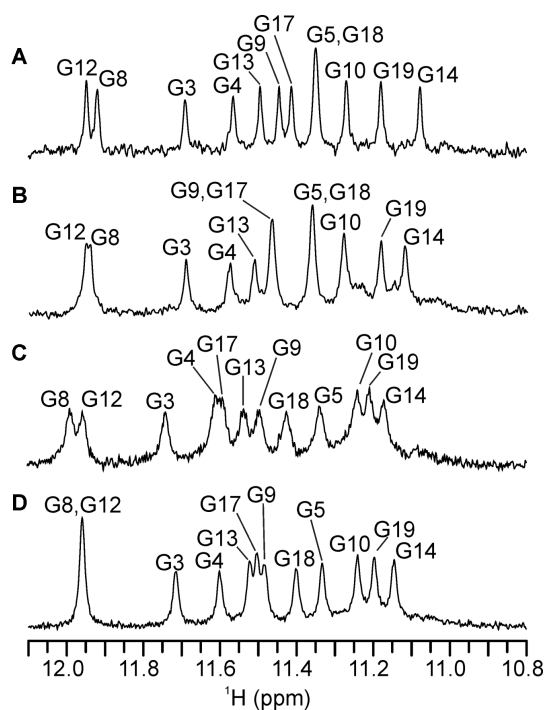 A
G12 G8 G3 G4 G13 G9 G17 G5,G18 G10 G19 G14
B
G12 G8 G3 G4 G13 G9,G17 G5,G18 G10 G19 G14
C
G8 G12 G3 G4 G17 G13 G9 G18 G5 G10 G19 G14
D
G8,G12 G3 G4 G13 G17 G9 G18 G5 G10 G19 G14
12.0 11.8 11.6 11.4 11.2 11.0 10.8
¹H (ppm)